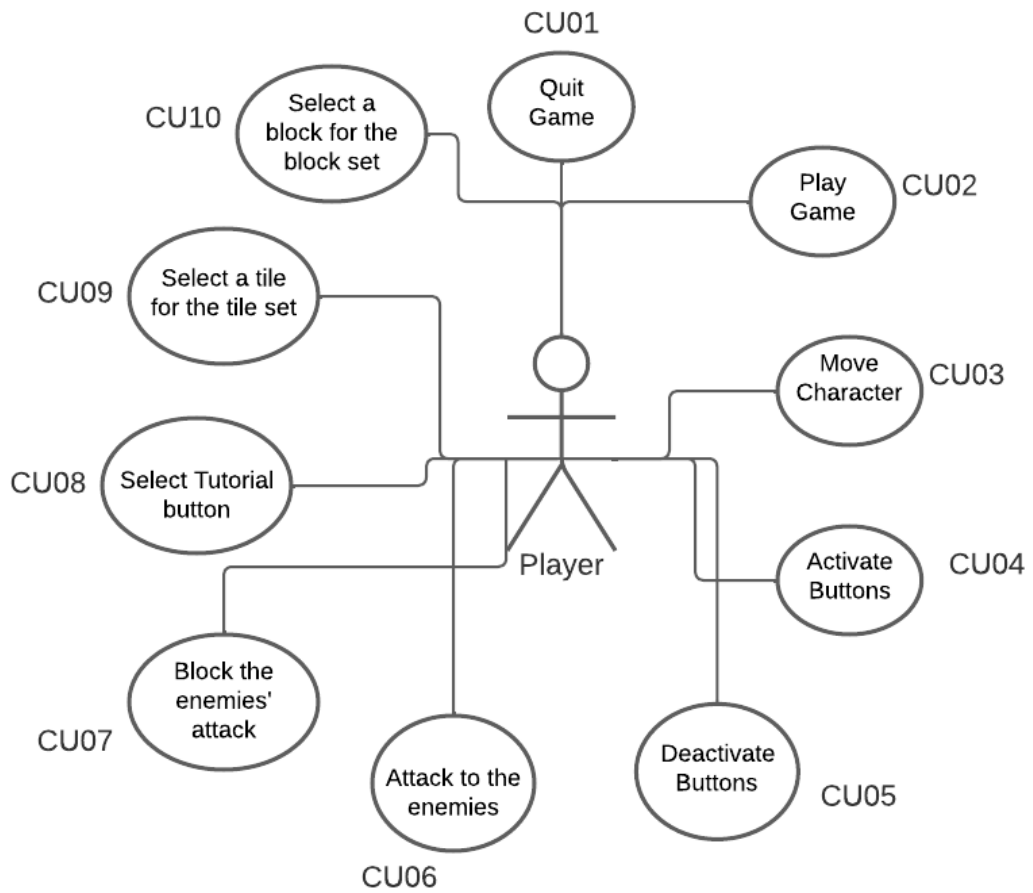 CU01
Quit
Game
CU10
Select a
block for the
block set
CU02
Play
Game
CU09
Select a tile
for the tile set
CU03
Move
Character
CU08
Select Tutorial
button
CU04
Activate
Buttons
Player
CU07
Block the
enemies'
attack
Attack to the
enemies
CU06
Deactivate
Buttons
CU05